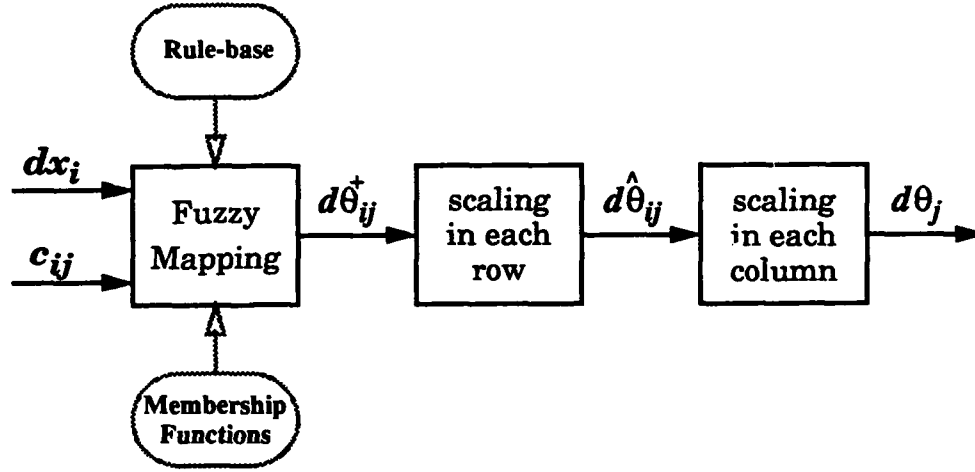 Rule-base
dx_i
c_ij
Fuzzy
Mapping
dθ⁺_ij
scaling
in each
row
dθ̂_ij
scaling
in each
column
dθ_j
Membership
Functions